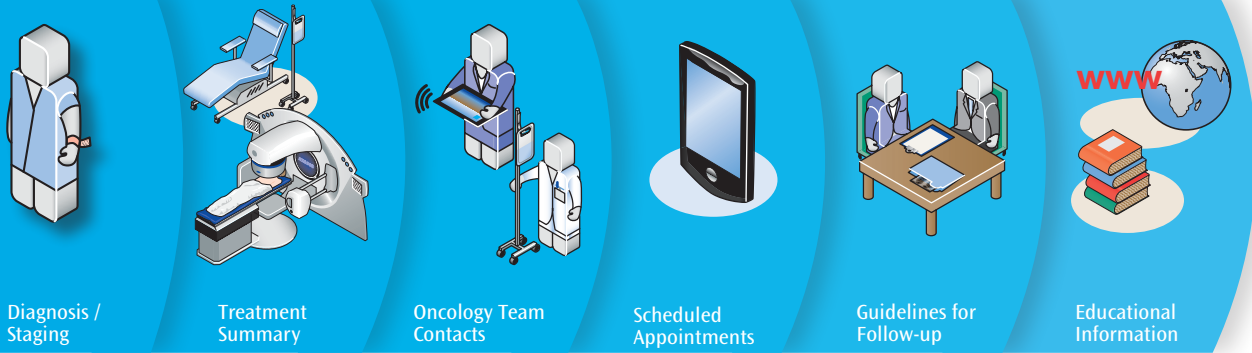 www
Diagnosis /
Staging
Treatment
Summary
Oncology Team
Contacts
Scheduled
Appointments
Guidelines for
Follow-up
Educational
Information